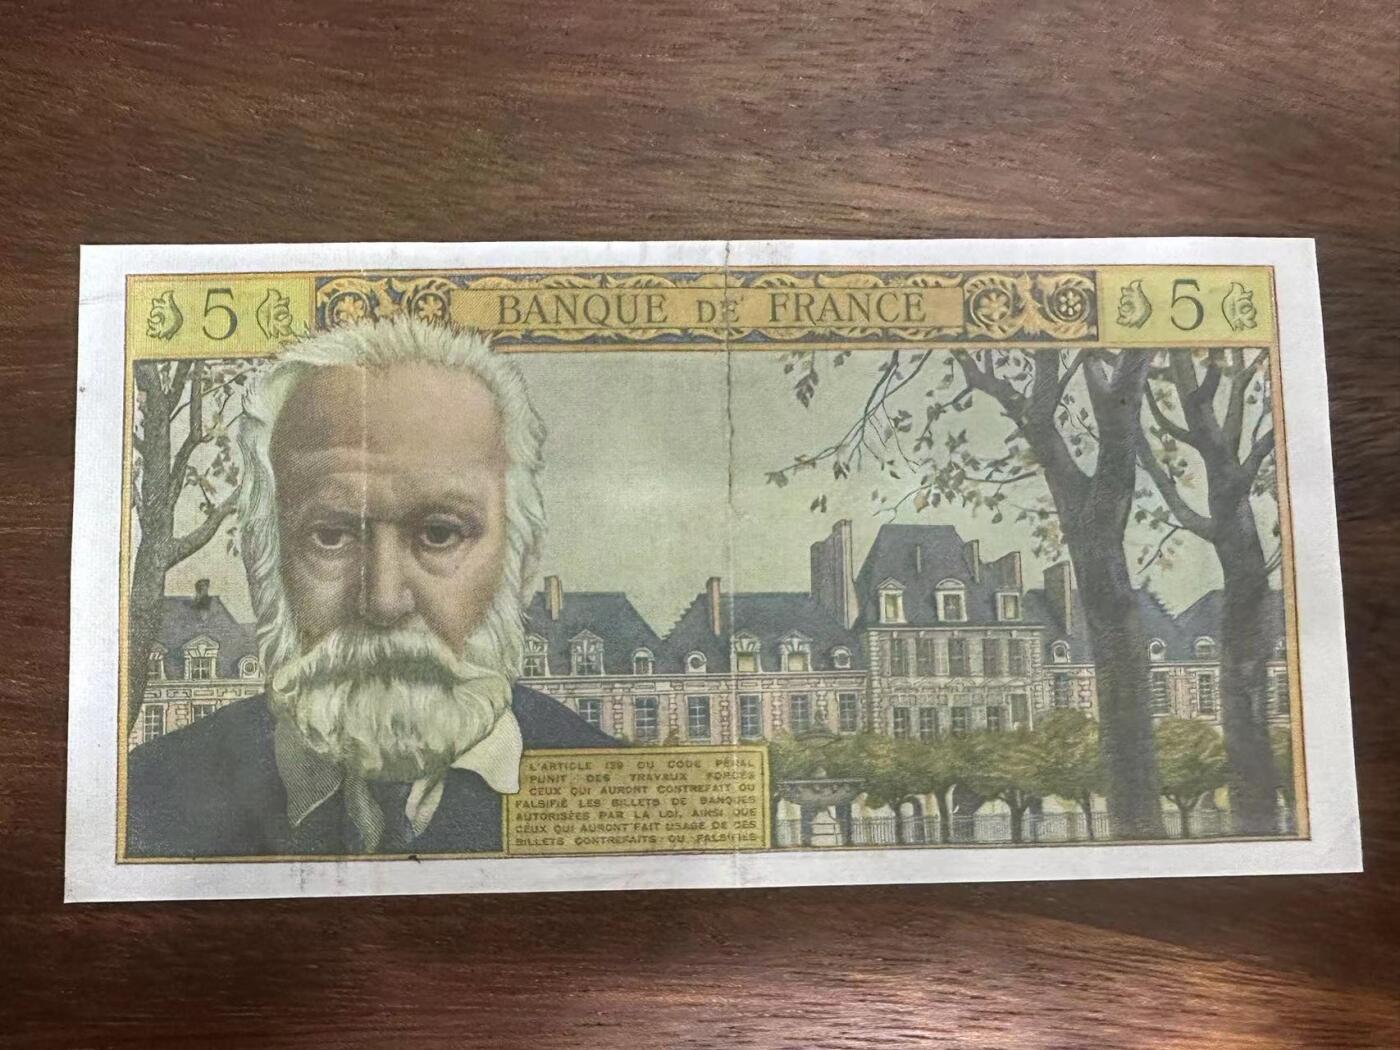 5 BANQUE DE FRANCE 5
L'ARTICLE 139 DU CODE PÉNAL
PUNIT DES TRAVAUX FORCÉS
CEUX QUI AURONT CONTREFAIT OU
FALSIFIÉ LES BILLETS DE BANQUES
AUTORISÉES PAR LA LOI, AINSI QUE
CEUX QUI AURONT FAIT USAGE DE CES
BILLETS CONTREFAITS OU FALSIFIÉS